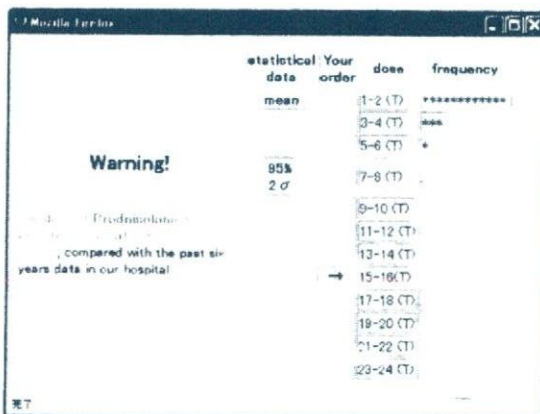 Mozilla Firefox
statistical data Your order dose frequency
mean 1-2 (T) ************
3-4 (T) ***
5-6 (T) *
Warning!
95% 2 σ 7-8 (T)
9-10 (T)
Prednisolone
11-12 (T)
, compared with the past six
13-14 (T)
years data in our hospital
→ 15-16(T)
17-18 (T)
19-20 (T)
21-22 (T)
23-24 (T)
完了